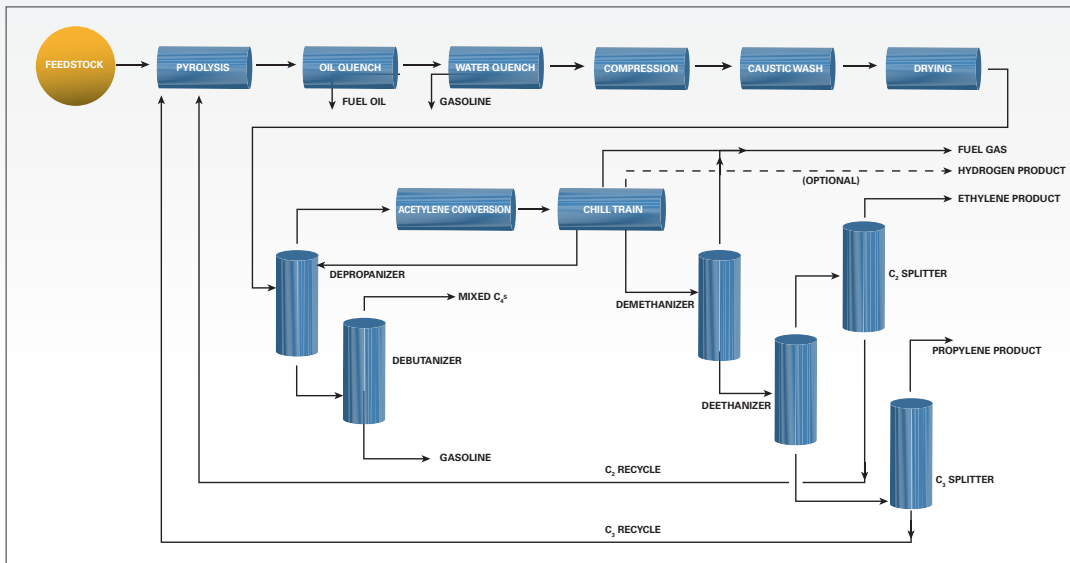 FEEDSTOCK
PYROLYSIS
OIL QUENCH
WATER QUENCH
COMPRESSION
CAUSTIC WASH
DRYING
FUEL OIL
GASOLINE
FUEL GAS
HYDROGEN PRODUCT
(OPTIONAL)
ETHYLENE PRODUCT
ACETYLENE CONVERSION
CHILL TRAIN
DEPROPANIZER
C₂ SPLITTER
MIXED C₄s
DEMETHANIZER
DEBUTANIZER
PROPYLENE PRODUCT
DEETHANIZER
GASOLINE
C₂ RECYCLE
C₃ SPLITTER
C₃ RECYCLE